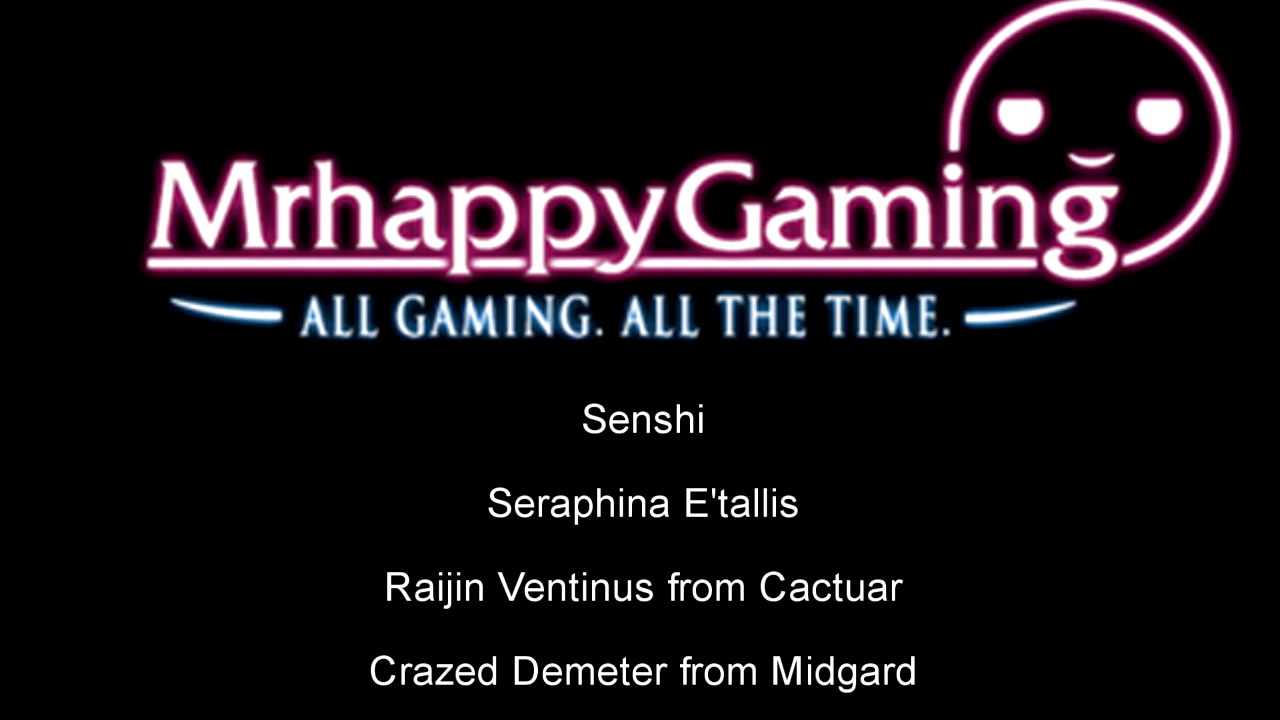 MrhappyGaming
ALL GAMING. ALL THE TIME.
Senshi
Seraphina E'tallis
Raijin Ventinus from Cactuar
Crazed Demeter from Midgard